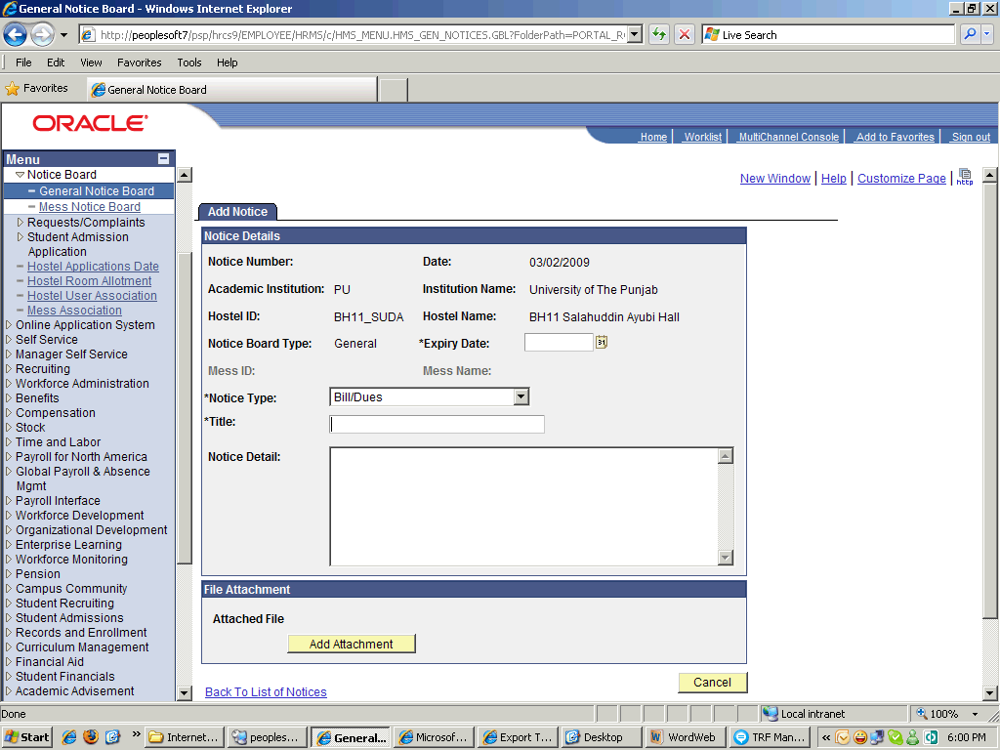 General Notice Board - Windows Internet Explorer
http://peoplesoft7/psp/hrcs9/EMPLOYEE/HRMS/c/HMS_MENU.HMS_GEN_NOTICES.GBL?FolderPath=PORTAL_R
Live Search
File Edit View Favorites Tools Help
Favorites General Notice Board
ORACLE
Home Worklist MultiChannel Console Add to Favorites Sign out
Menu
Notice Board
General Notice Board
Mess Notice Board
Requests/Complaints
Student Admission
Application
Hostel Applications Date
Hostel Room Allotment
Hostel User Association
Mess Association
Online Application System
Self Service
Manager Self Service
Recruiting
Workforce Administration
Benefits
Compensation
Stock
Time and Labor
Payroll for North America
Global Payroll & Absence
Mgmt
Payroll Interface
Workforce Development
Organizational Development
Enterprise Learning
Workforce Monitoring
Pension
Campus Community
Student Recruiting
Student Admissions
Records and Enrollment
Curriculum Management
Financial Aid
Student Financials
Academic Advisement
New Window | Help | Customize Page | http
Add Notice
Notice Details
Notice Number: Date: 03/02/2009
Academic Institution: PU Institution Name: University of The Punjab
Hostel ID: BH11_SUDA Hostel Name: BH11 Salahuddin Ayubi Hall
Notice Board Type: General *Expiry Date: 31
Mess ID: Mess Name:
*Notice Type: Bill/Dues
*Title:
Notice Detail:
File Attachment
Attached File
Add Attachment
Cancel
Back To List of Notices
Done Local intranet 100%
Start » Internet... peoples... General... Microsof... Export T... Desktop WordWeb TRF Man... « 6:00 PM